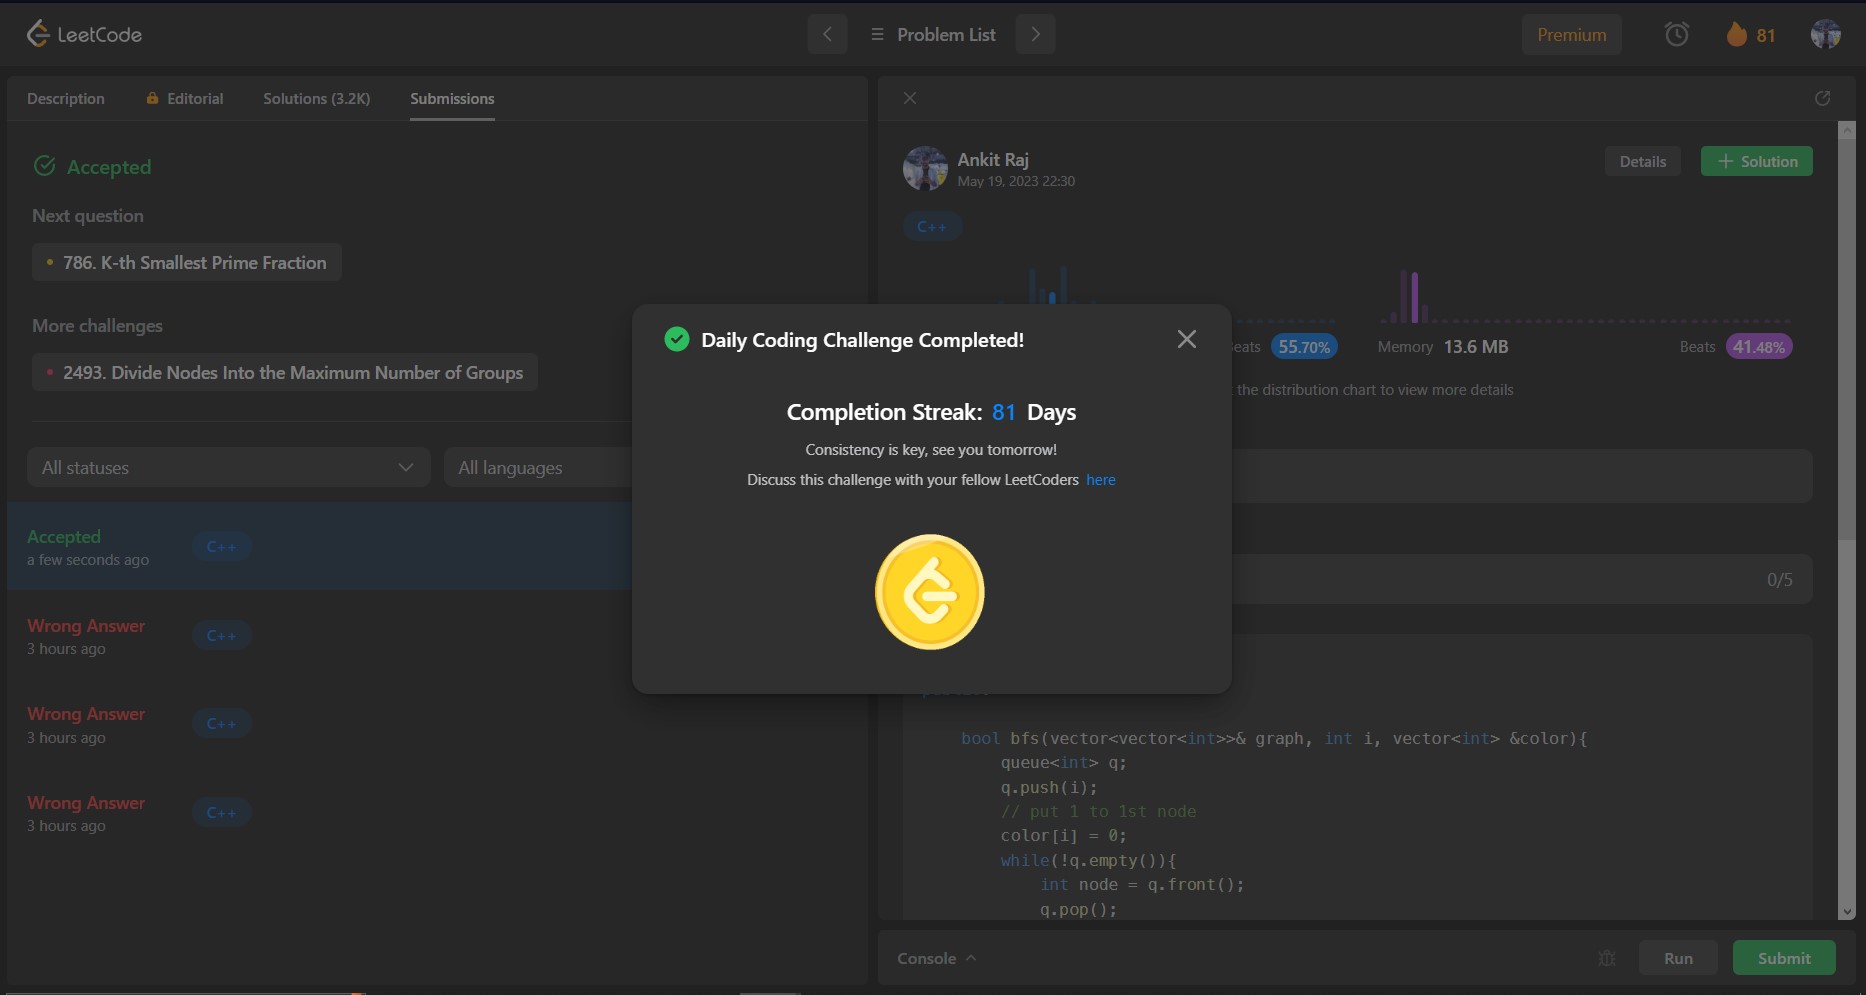 LeetCode
Problem List
Premium
81
Description
Editorial
Solutions (3.2K)
Submissions
Accepted
Next question
786. K-th Smallest Prime Fraction
More challenges
2493. Divide Nodes Into the Maximum Number of Groups
All statuses
All languages
Accepted
a few seconds ago
C++
Wrong Answer
3 hours ago
C++
Wrong Answer
3 hours ago
C++
Wrong Answer
3 hours ago
C++
Daily Coding Challenge Completed!
Completion Streak: 81 Days
Consistency is key, see you tomorrow!
Discuss this challenge with your fellow LeetCoders here
Ankit Raj
May 19, 2023 22:30
Details
Solution
C++
55.70%
Memory 13.6 MB
Beats 41.48%
the distribution chart to view more details
0/5
bool bfs(vector<vector<int>>& graph, int i, vector<int> &color){
queue<int> q;
q.push(i);
// put 1 to 1st node
color[i] = 0;
while(!q.empty()){
int node = q.front();
q.pop();
Console
Run
Submit